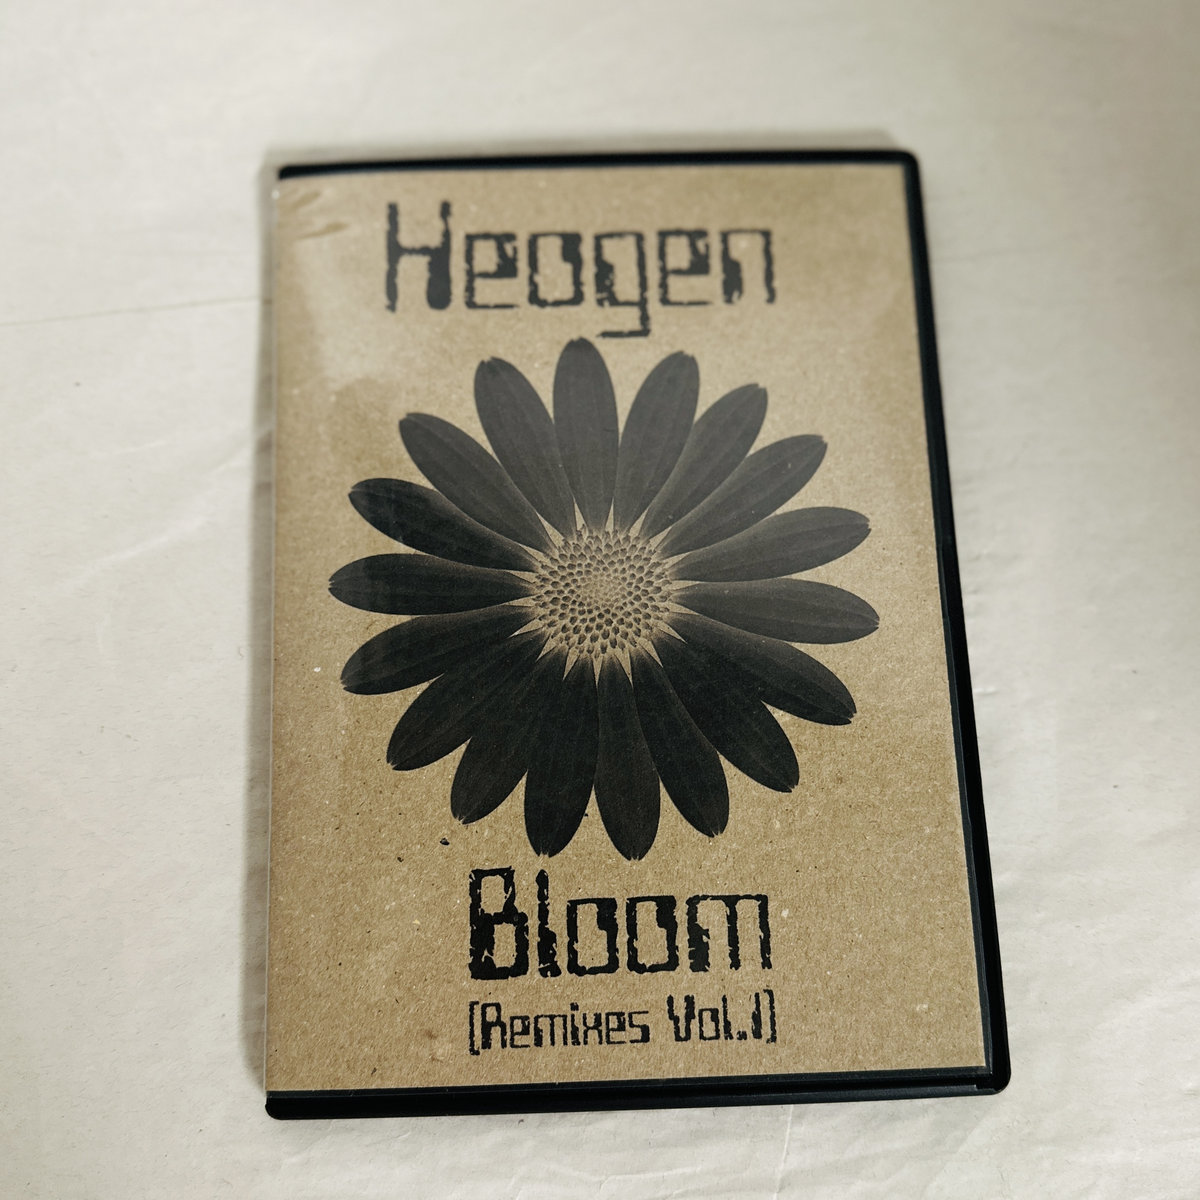 Heogen
Bloom
[Remixes Vol.1]